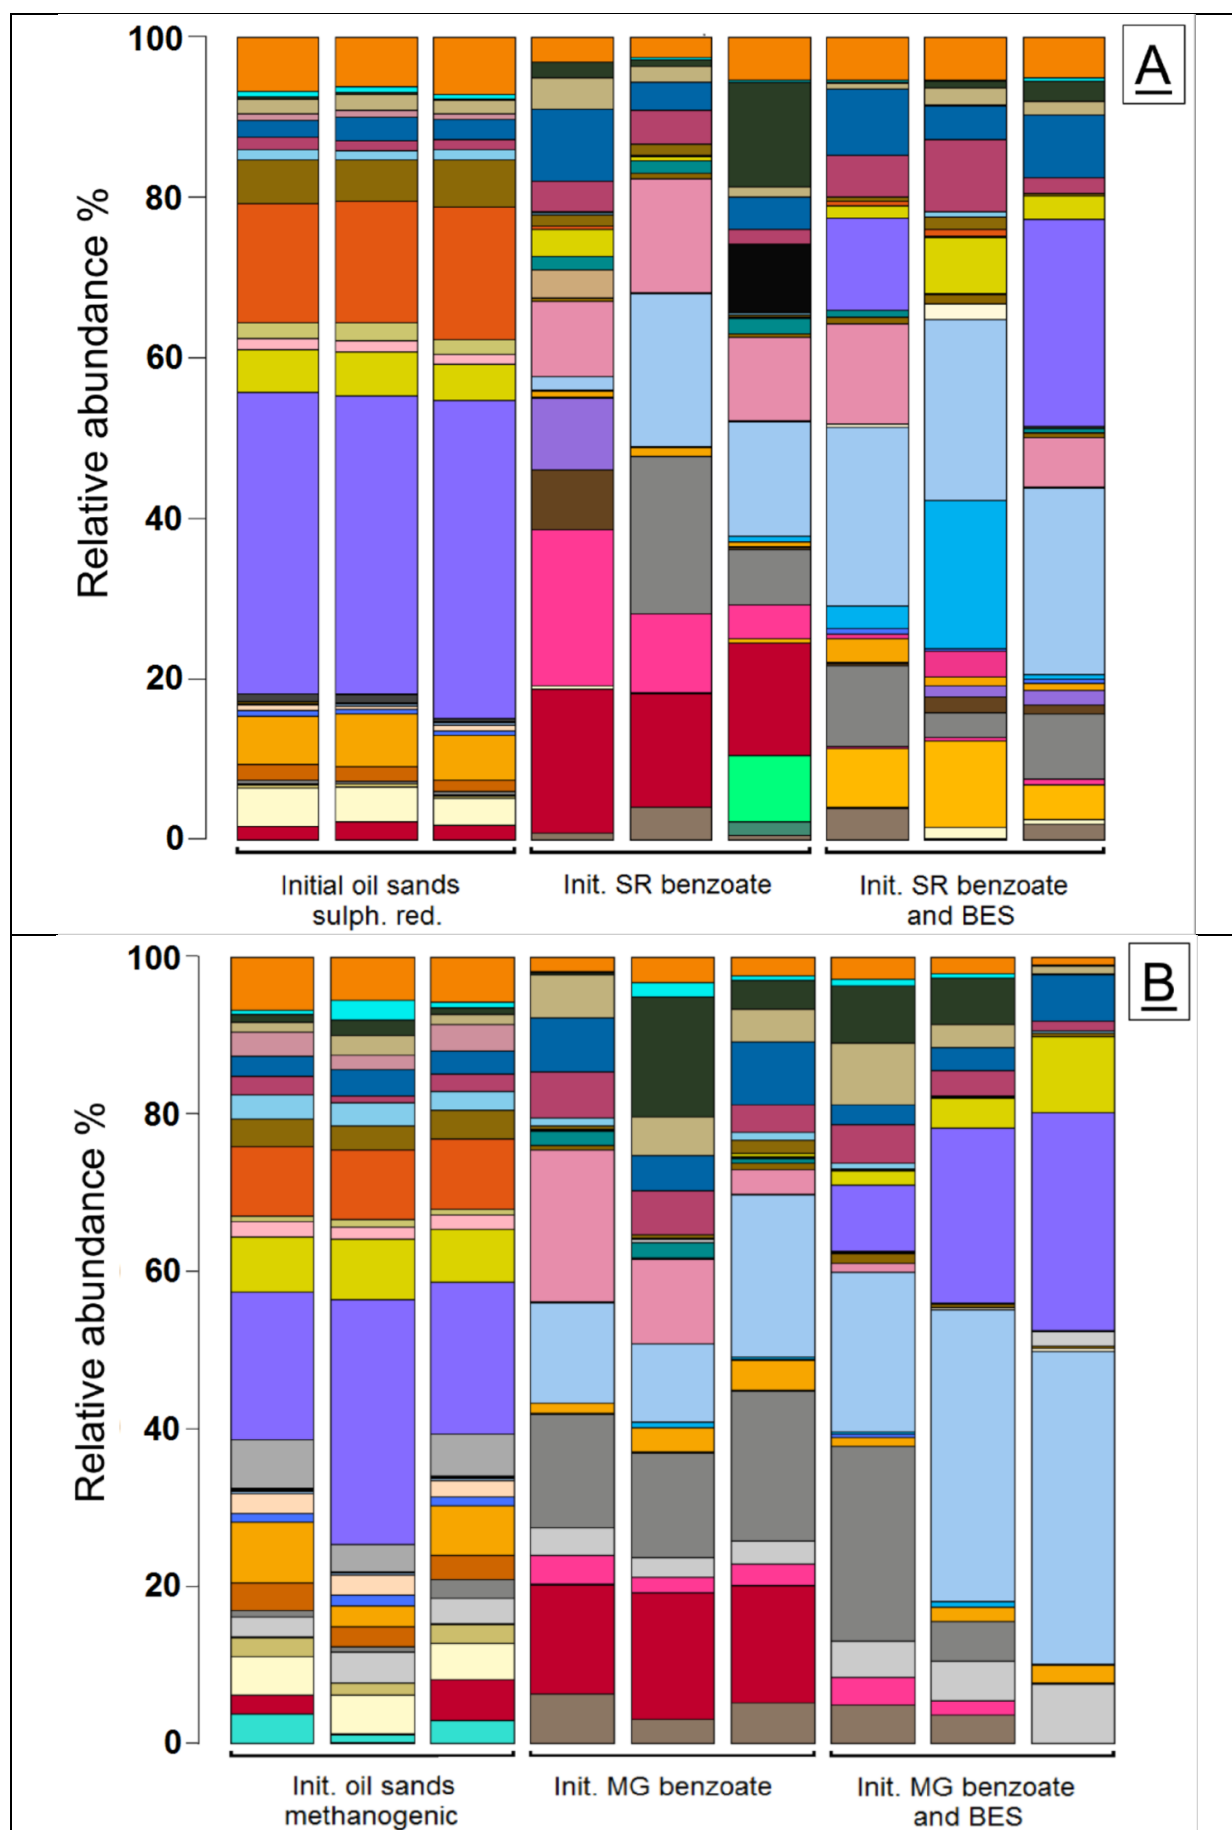 A
Relative abundance %
100
80
60
40
20
0
Initial oil sands
sulph. red.
Init. SR benzoate
Init. SR benzoate
and BES
B
Relative abundance %
100
80
60
40
20
0
Init. oil sands
methanogenic
Init. MG benzoate
Init. MG benzoate
and BES